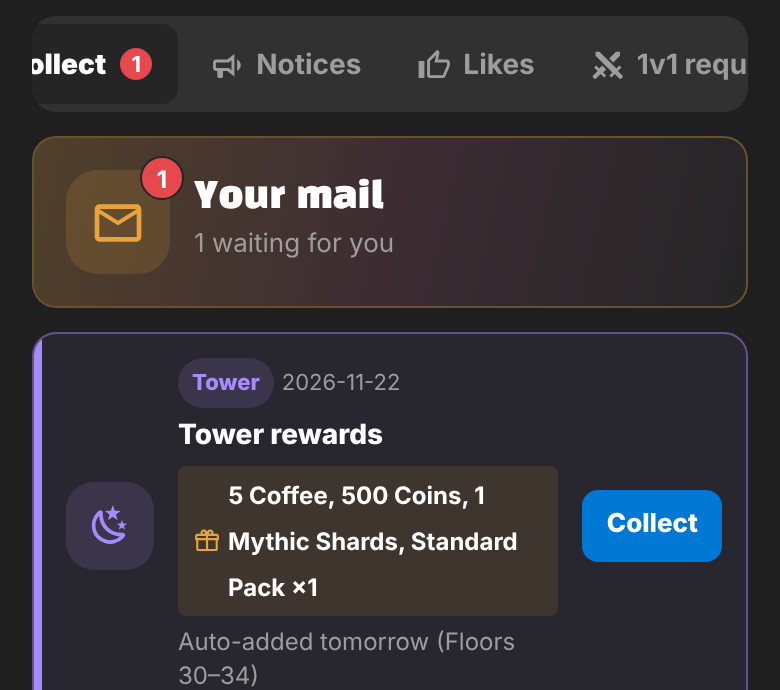 ollect 1 Notices Likes 1v1 requ
1
Your mail
1 waiting for you
Tower 2026-11-22
Tower rewards
5 Coffee, 500 Coins, 1
Mythic Shards, Standard
Pack ×1
Collect
Auto-added tomorrow (Floors
30–34)